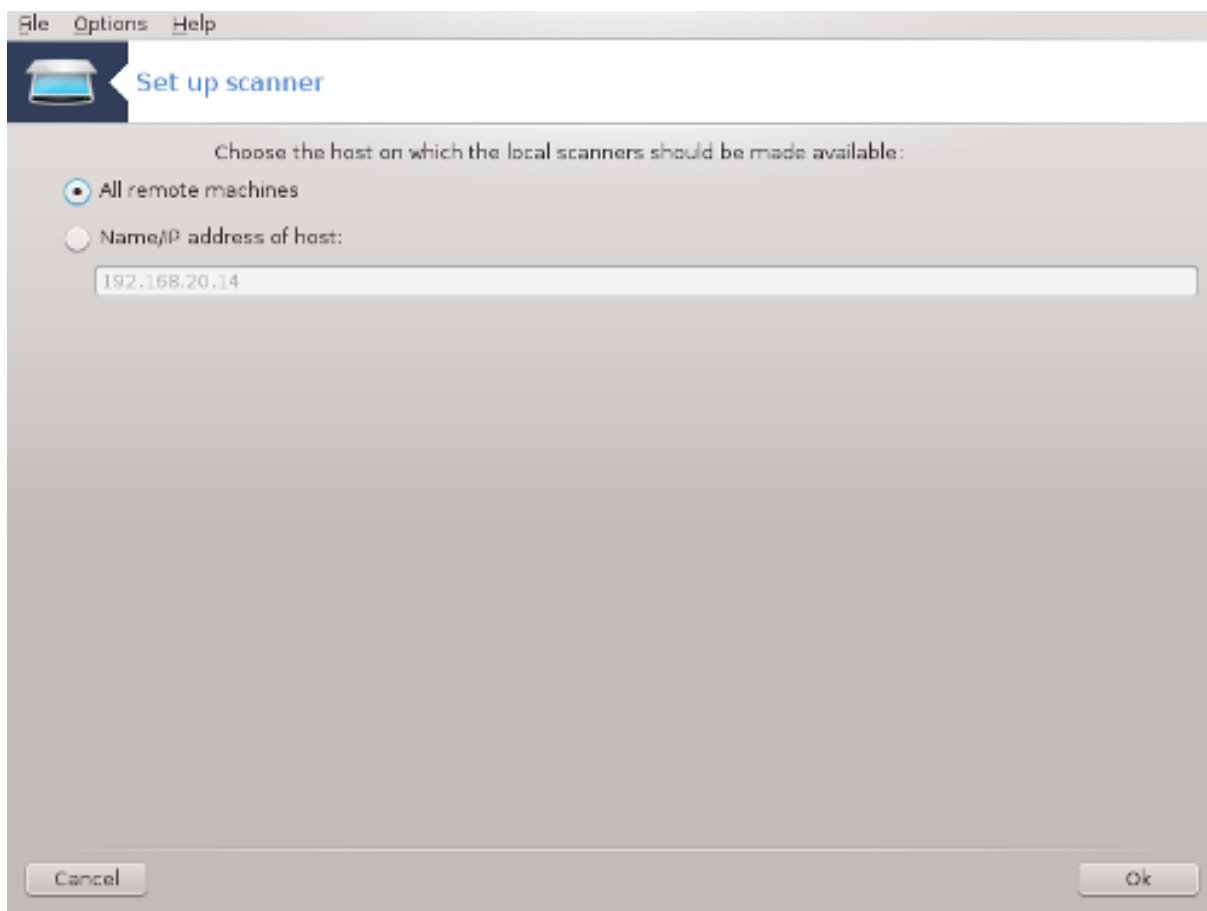 File Options Help
Set up scanner
Choose the host on which the local scanners should be made available:
All remote machines
Name/IP address of host:
192.168.20.14
Cancel
Ok